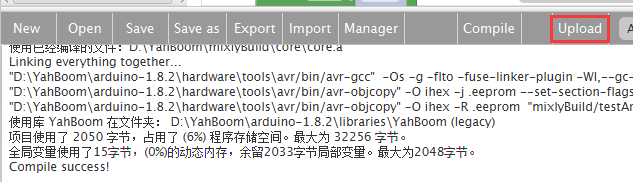 New Open Save Save as Export Import Manager Compile Upload A
使用已经编译的文件：D:\YahBoom\mixlyBuild\core\core.a
Linking everything together...
"D:\YahBoom\arduino-1.8.2\hardware\tools\avr/bin/avr-gcc" -Os -g -flto -fuse-linker-plugin -Wl,--gc-s
"D:\YahBoom\arduino-1.8.2\hardware\tools\avr/bin/avr-objcopy" -O ihex -j .eeprom --set-section-flags
"D:\YahBoom\arduino-1.8.2\hardware\tools\avr/bin/avr-objcopy" -O ihex -R .eeprom "mixlyBuild/testAr
使用库 YahBoom 在文件夹：D:\YahBoom\arduino-1.8.2\libraries\YahBoom (legacy)
项目使用了 2050 字节，占用了 (6%) 程序存储空间。最大为 32256 字节。
全局变量使用了15字节，(0%)的动态内存，余留2033字节局部变量。最大为2048字节。
Compile success!